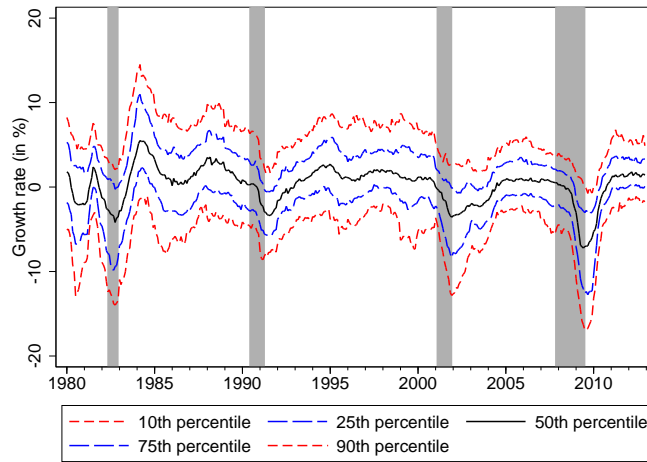 20
10
0
-10
-20
Growth rate (in %)
1980 1985 1990 1995 2000 2005 2010
10th percentile 25th percentile 50th percentile
75th percentile 90th percentile